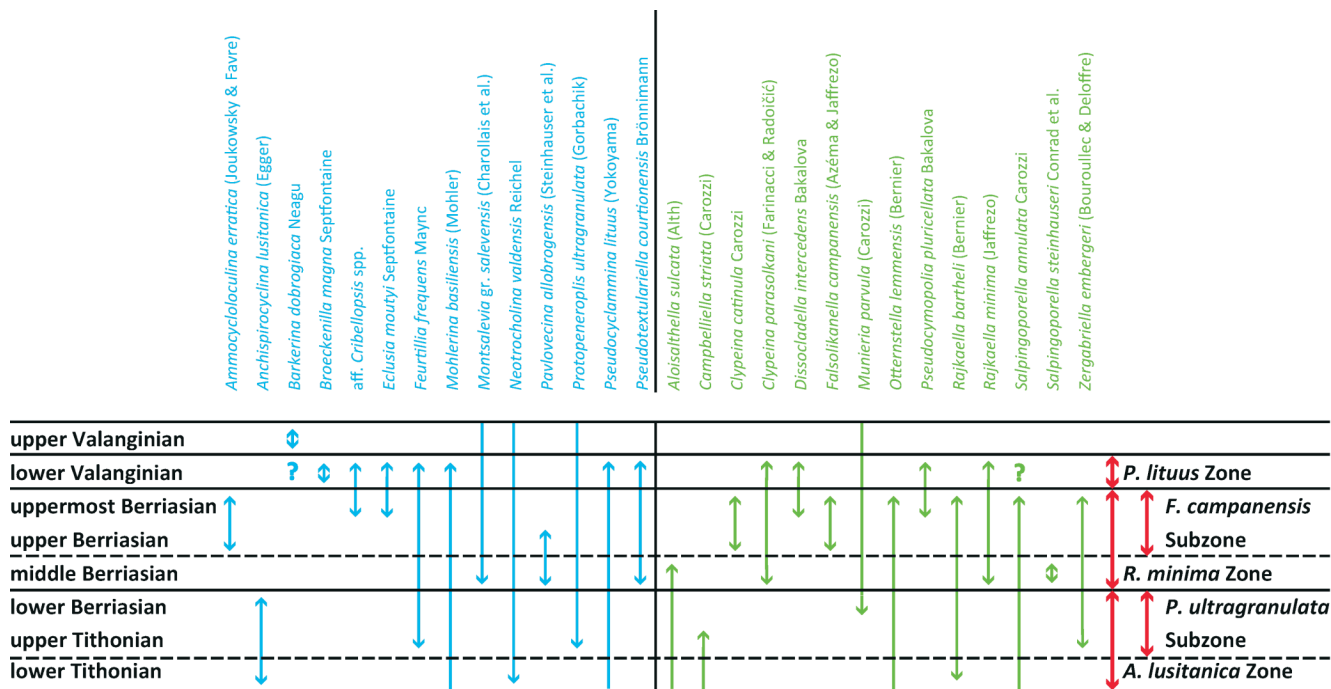 Ammocycloloculina erratica (Joukowsky & Favre)
Anchispirocyclina lusitanica (Egger)
Barkerina dobrogiaca Neagu
Broeckenilla magna Septfontaine
aff. Cribellopsis spp.
Eclusia moutyi Septfontaine
Feurtillia frequens Maync
Mohlerina basiliensis (Mohler)
Montsalevia gr. salevensis (Charollais et al.)
Neotrocholina valdensis Reichel
Pavlovecina allobrogensis (Steinhauser et al.)
Protopeneroplis ultragranulata (Gorbachik)
Pseudocyclammina lituus (Yokoyama)
Pseudotextulariella courtionensis Brönnimann
Aloisalthella sulcata (Alth)
Campbelliella striata (Carozzi)
Clypeina catinula Carozzi
Clypeina parasolkani (Farinacci & Radoičić)
Dissocladella intercedens Bakalova
Falsolikanella campanensis (Azéma & Jaffrezo)
Munieria parvula (Carozzi)
Otternstella lemmensis (Bernier)
Pseudocymopolia pluricellata Bakalova
Rajkaella bartheli (Bernier)
Rajkaella minima (Jaffrezo)
Salpingoporella annulata Carozzi
Salpingoporella steinhauseri Conrad et al.
Zergabriella embergeri (Bouroullec & Deloffre)
upper Valanginian
lower Valanginian ? ? P. lituus Zone
uppermost Berriasian F. campanensis
upper Berriasian Subzone
middle Berriasian R. minima Zone
lower Berriasian P. ultragranulata
upper Tithonian Subzone
lower Tithonian A. lusitanica Zone